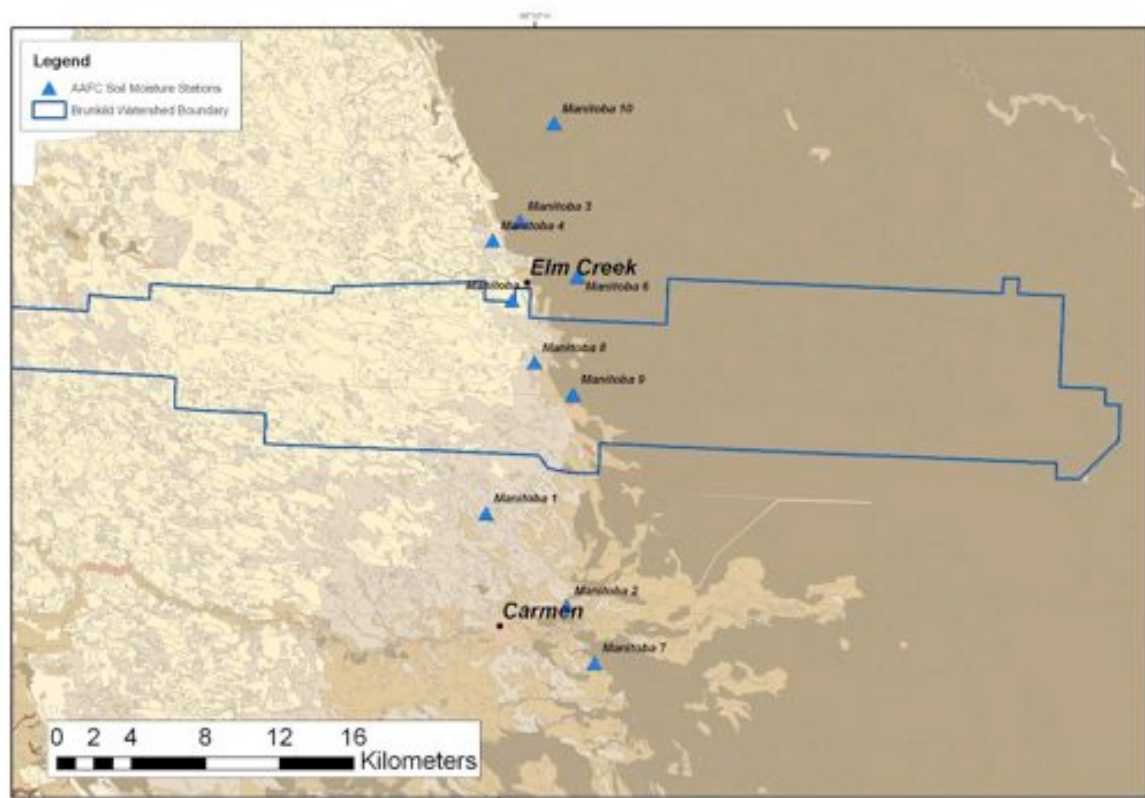 Legend
AAFC Soil Moisture Stations
Brunkild Watershed Boundary
Manitoba 10
Manitoba 3
Manitoba 4
Elm Creek
Manitoba
Manitoba 6
Manitoba 8
Manitoba 9
Manitoba 1
Manitoba 2
Carmen
Manitoba 7
0 2 4 8 12 16
Kilometers